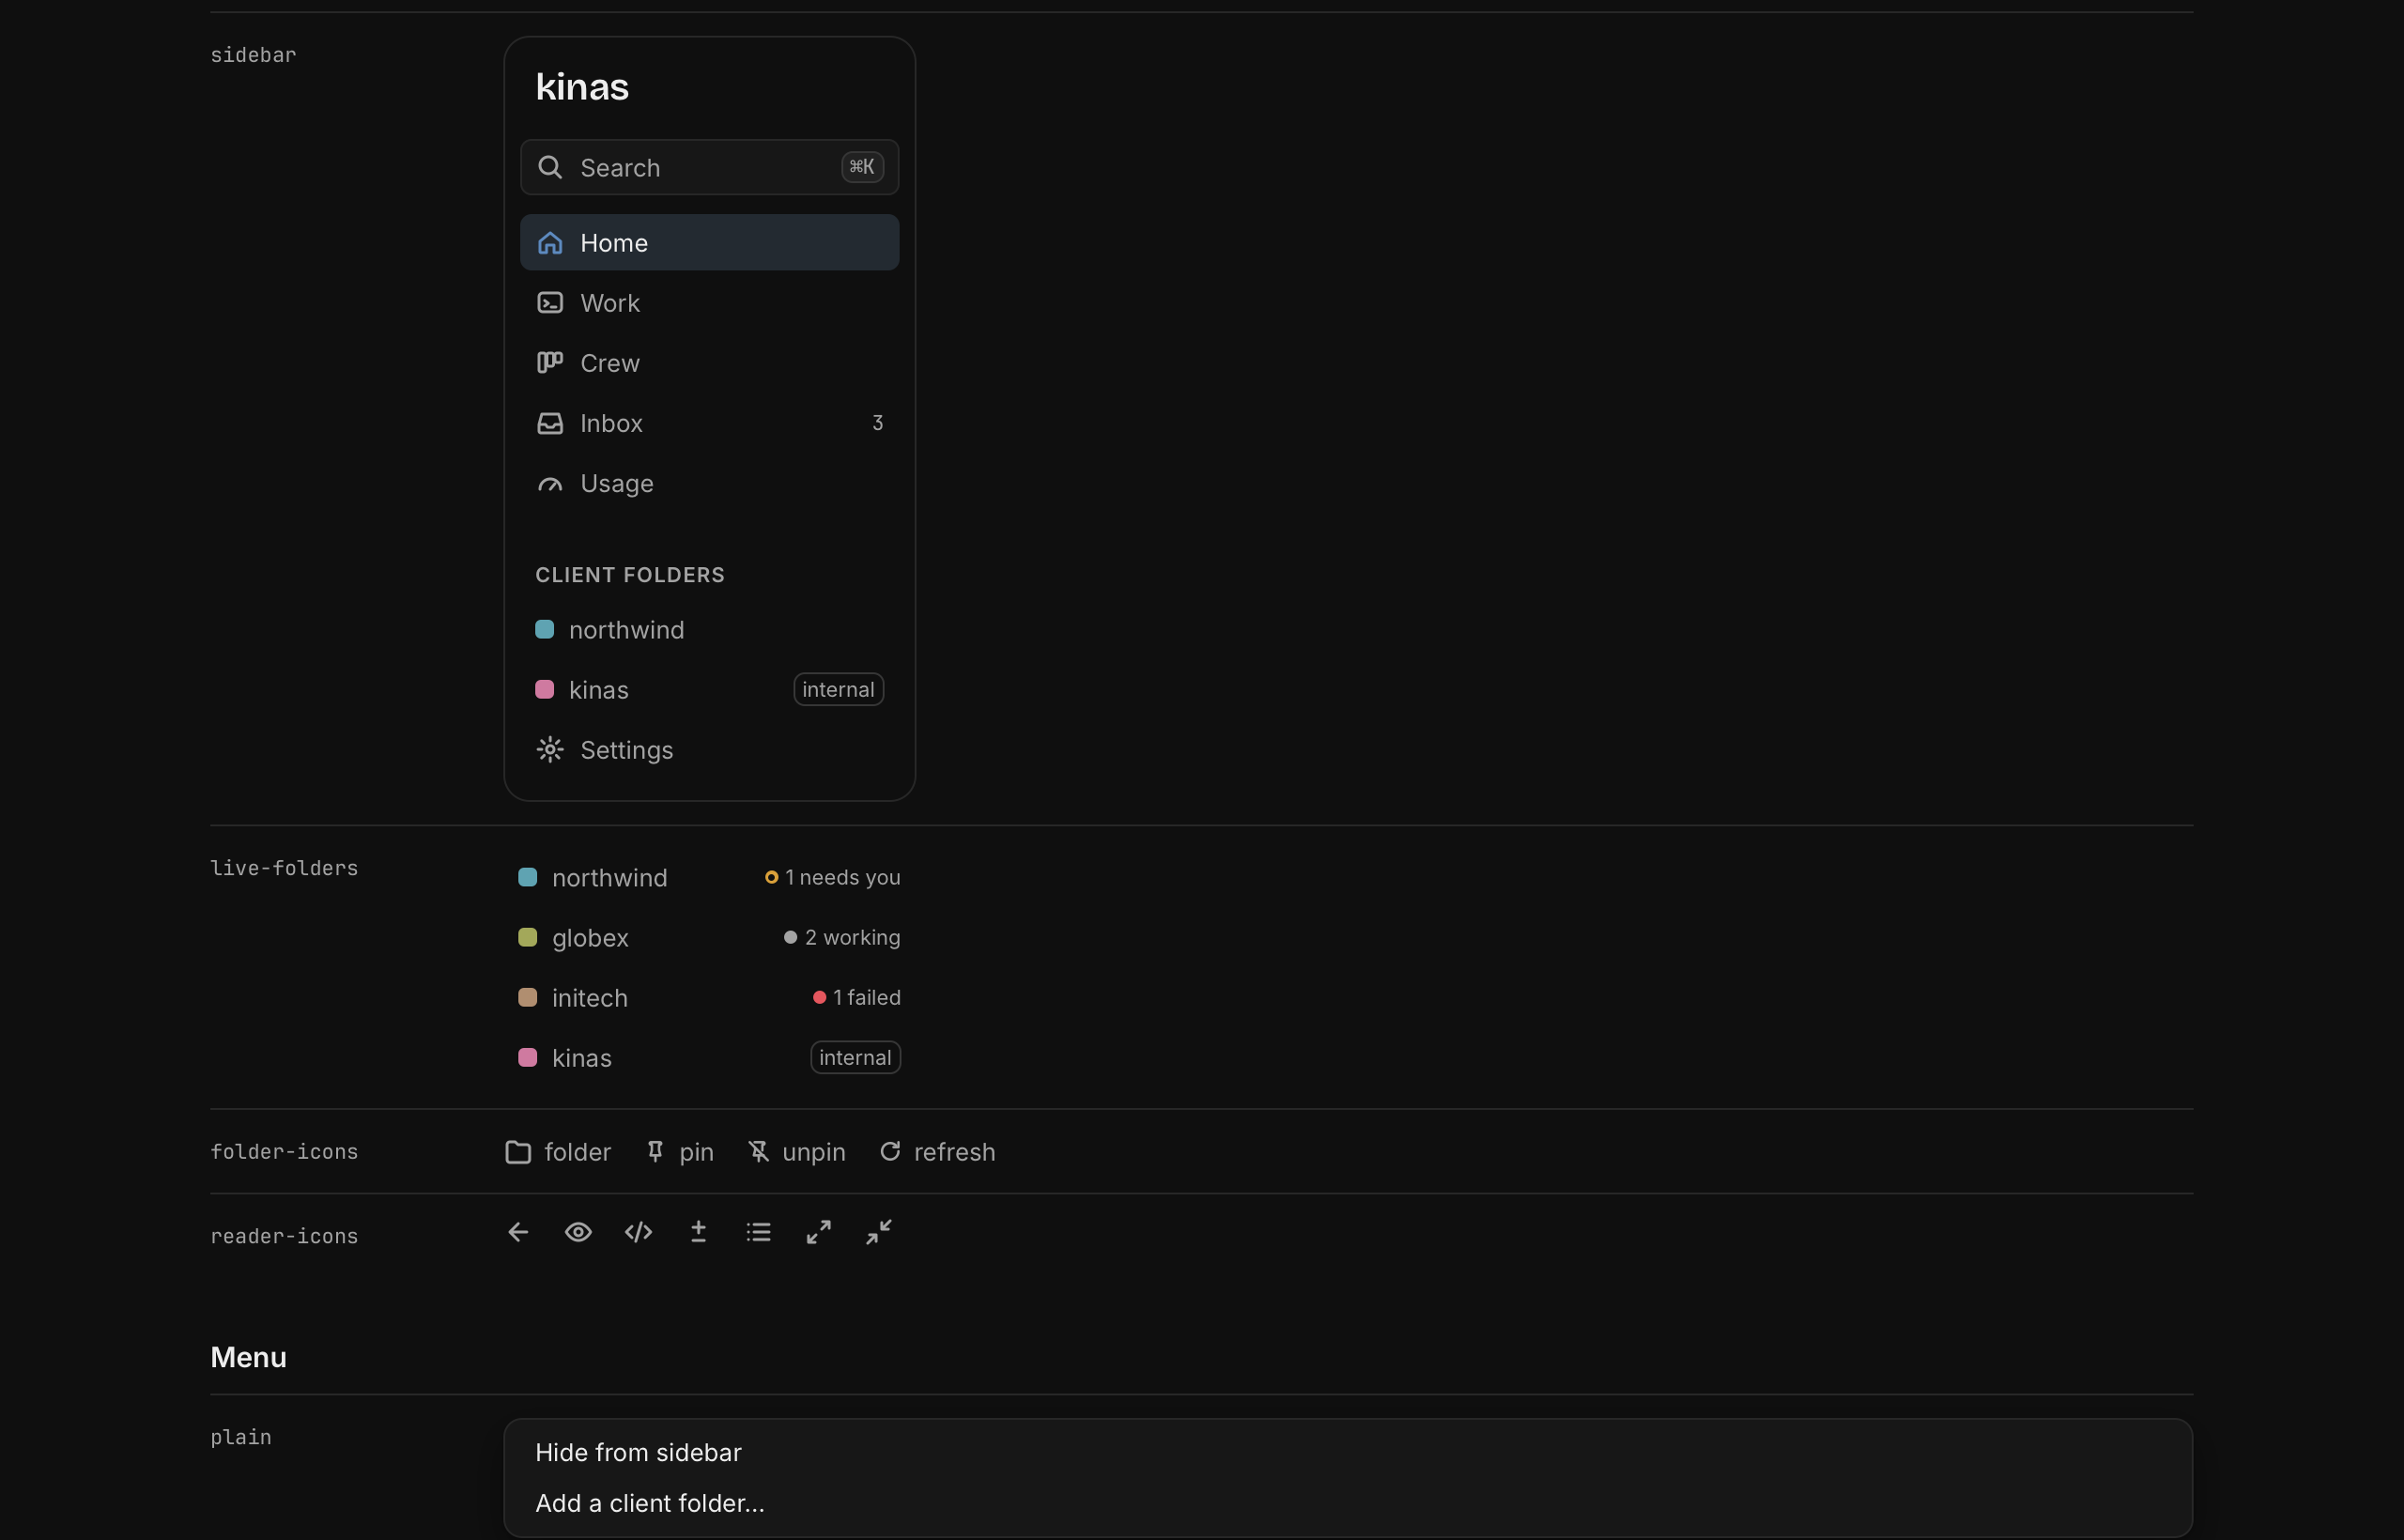 sidebar
kinas
Search ⌘K
Home
Work
Crew
Inbox 3
Usage
CLIENT FOLDERS
northwind
kinas internal
Settings
live-folders
northwind 1 needs you
globex 2 working
initech 1 failed
kinas internal
folder-icons folder pin unpin refresh
reader-icons
Menu
plain
Hide from sidebar
Add a client folder...